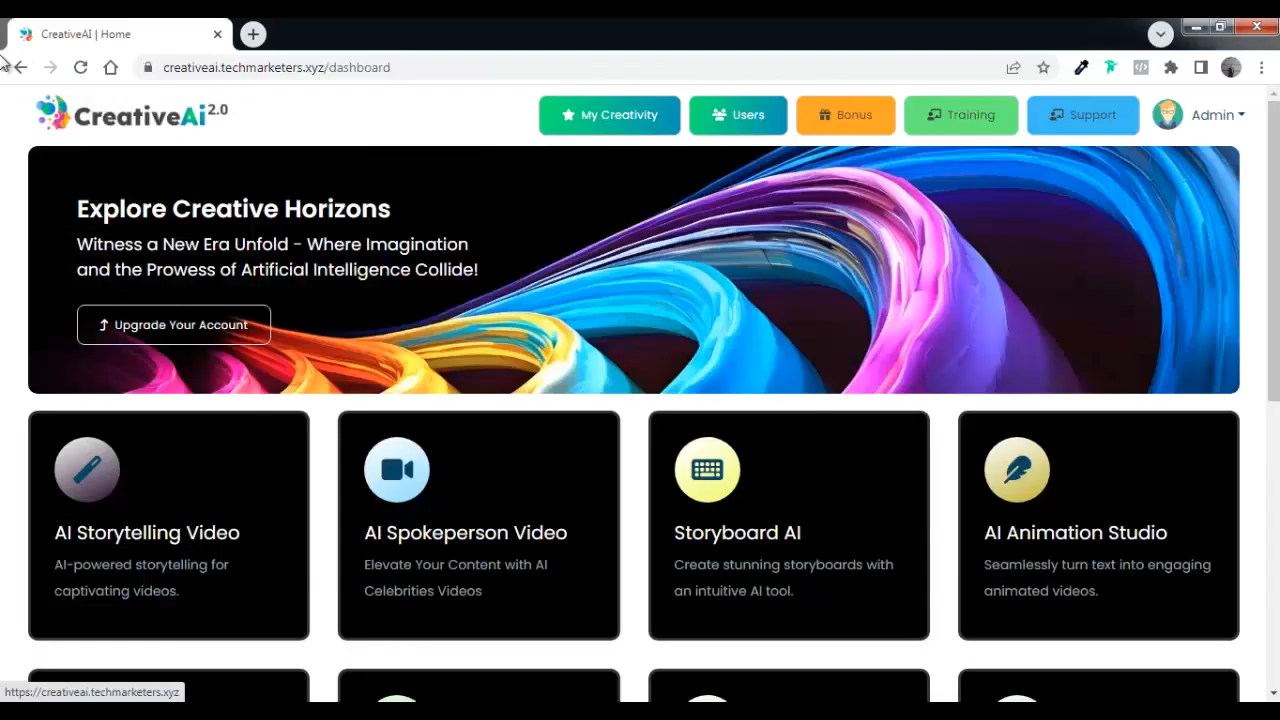 CreativeAI | Home
creativeai.techmarketers.xyz/dashboard
CreativeAi 2.0
My Creativity
Users
Bonus
Training
Support
Admin
Explore Creative Horizons
Witness a New Era Unfold - Where Imagination
and the Prowess of Artificial Intelligence Collide!
Upgrade Your Account
AI Storytelling Video
AI-powered storytelling for
captivating videos.
AI Spokeperson Video
Elevate Your Content with AI
Celebrities Videos
Storyboard AI
Create stunning storyboards with
an intuitive AI tool.
AI Animation Studio
Seamlessly turn text into engaging
animated videos.
https://creativeai.techmarketers.xyz